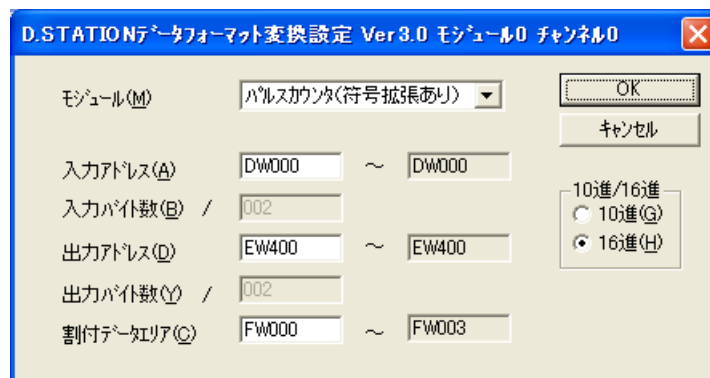 D.STATIONﾃﾞｰﾀﾌｫｰﾏｯﾄ変換設定 Ver3.0 ﾓｼﾞｭｰﾙ0 ﾁｬﾝﾈﾙ0
ﾓｼﾞｭｰﾙ(M) ﾊﾟﾙｽｶｳﾝﾀ(符号拡張あり) OK
ｷｬﾝｾﾙ
入力ｱﾄﾞﾚｽ(A) DW000 ～ DW000
入力ﾊﾞｲﾄ数(B) / 002
10進/16進
10進(G)
出力ｱﾄﾞﾚｽ(D) EW400 ～ EW400
16進(H)
出力ﾊﾞｲﾄ数(Y) / 002
割付ﾃﾞｰﾀｴﾘｱ(C) FW000 ～ FW003